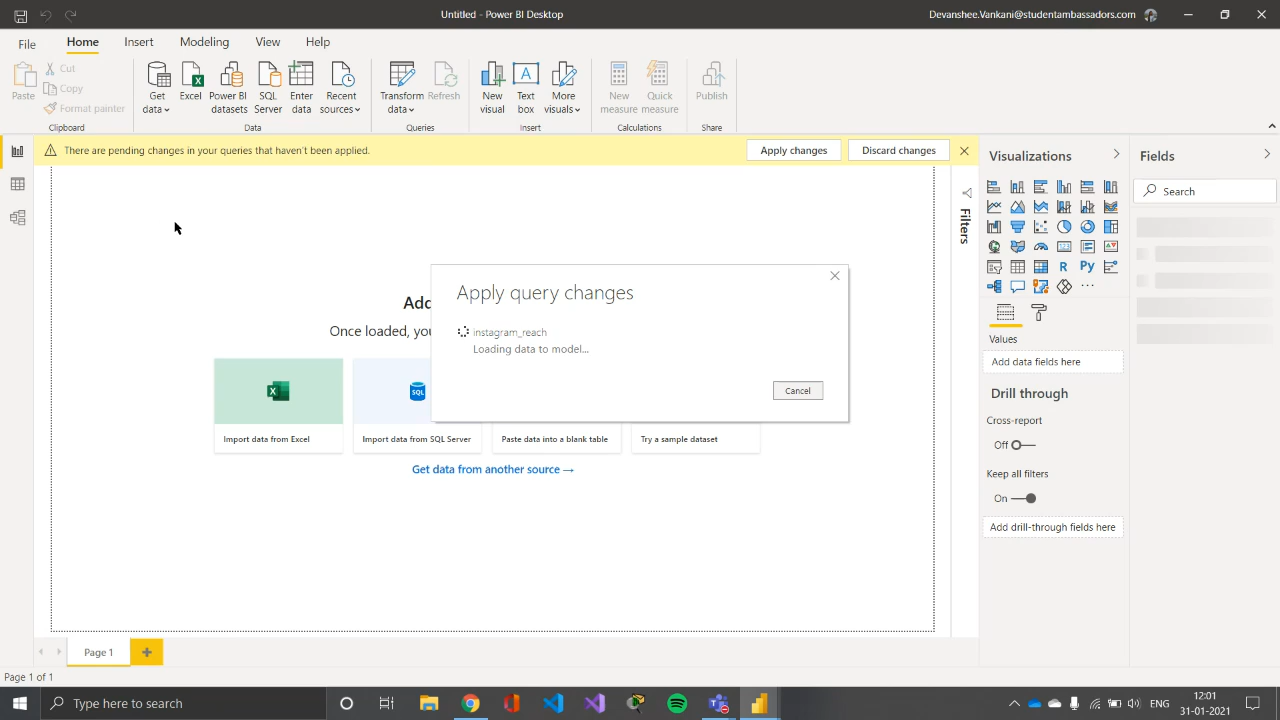 Untitled - Power BI Desktop
Devanshee.Vankani@studentambassadors.com
File Home Insert Modeling View Help
Paste
Cut
Copy
Format painter
Clipboard
Get data
Excel
Power BI datasets
SQL Server
Enter data
Recent sources
Data
Transform data
Refresh
Queries
New visual
Text box
More visuals
Insert
New measure
Quick measure
Calculations
Publish
Share
There are pending changes in your queries that haven't been applied.
Apply changes
Discard changes
Filters
Add
Once loaded, you
Apply query changes
instagram_reach
Loading data to model...
Cancel
SQL
Import data from Excel
Import data from SQL Server
Paste data into a blank table
Try a sample dataset
Get data from another source →
Visualizations
R
Py
Values
Add data fields here
Drill through
Cross-report
Off
Keep all filters
On
Add drill-through fields here
Fields
Search
Page 1
Page 1 of 1
Type here to search
ENG
12:01
31-01-2021